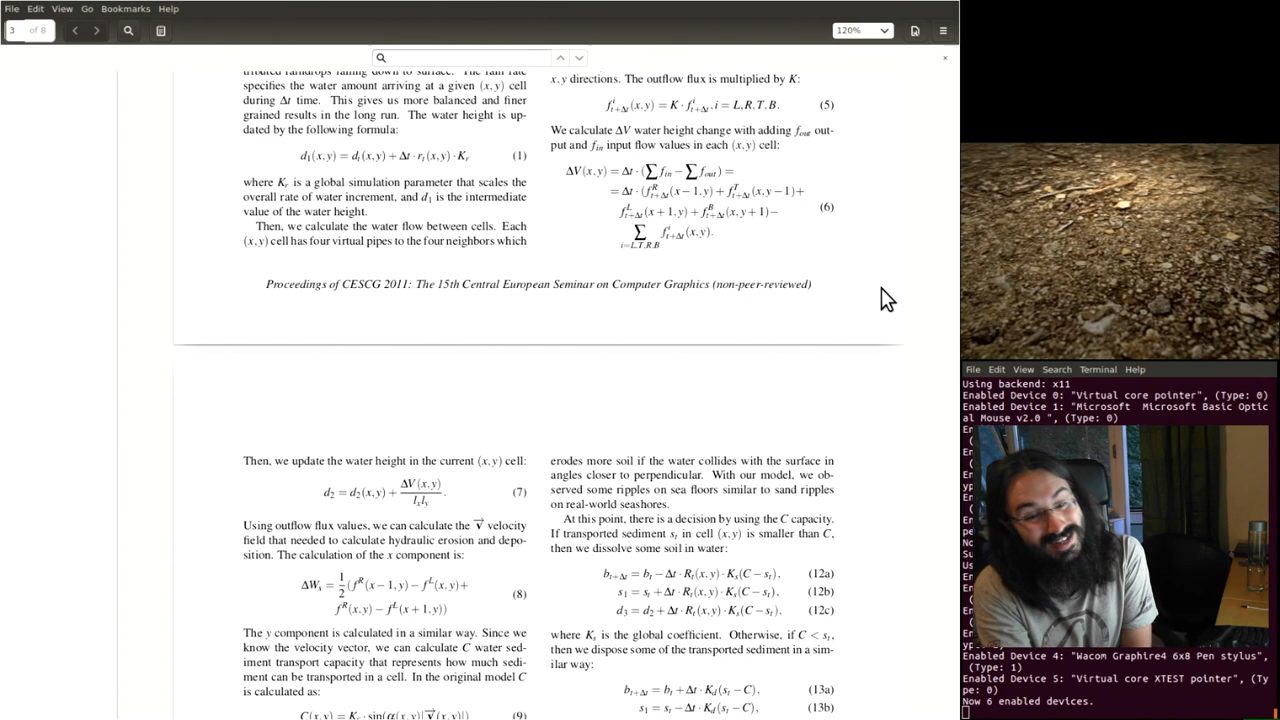 File Edit View Go Bookmarks Help
3 of 8
120%
tributed raindrops falling down to surface. The rain rate
specifies the water amount arriving at a given (x,y) cell
during Δt time. This gives us more balanced and finer
grained results in the long run. The water height is up-
dated by the following formula:
d₁(x,y) = dₜ(x,y) + Δt · rₜ(x,y) · Kᵣ (1)
where Kᵣ is a global simulation parameter that scales the
overall rate of water increment, and d₁ is the intermediate
value of the water height.
Then, we calculate the water flow between cells. Each
(x,y) cell has four virtual pipes to the four neighbors which
x,y directions. The outflow flux is multiplied by K:
f^i_{t+Δt}(x,y) = K · f^i_{t+Δt}, i = L,R,T,B. (5)
We calculate ΔV water height change with adding f_out out-
put and f_in input flow values in each (x,y) cell:
ΔV(x,y) = Δt · (∑ f_in − ∑ f_out) =
= Δt · (f^R_{t+Δt}(x−1,y) + f^T_{t+Δt}(x,y−1)+
f^L_{t+Δt}(x+1,y) + f^B_{t+Δt}(x,y+1)− (6)
∑_{i=L,T,R,B} f^i_{t+Δt}(x,y).
Proceedings of CESCG 2011: The 15th Central European Seminar on Computer Graphics (non-peer-reviewed)
Then, we update the water height in the current (x,y) cell:
d₂ = d₂(x,y) + ΔV(x,y)/(l_x l_y). (7)
Using outflow flux values, we can calculate the v⃗ velocity
field that needed to calculate hydraulic erosion and depo-
sition. The calculation of the x component is:
ΔWₓ = 1/2 (f^R(x−1,y) − f^L(x,y)+
f^R(x,y) − f^L(x+1,y)) (8)
The y component is calculated in a similar way. Since we
know the velocity vector, we can calculate C water sed-
iment transport capacity that represents how much sedi-
ment can be transported in a cell. In the original model C
is calculated as:
C(x,y) = K_c · sin(α(x,y)|v⃗(x,y)|) (9)
erodes more soil if the water collides with the surface in
angles closer to perpendicular. With our model, we ob-
served some ripples on sea floors similar to sand ripples
on real-world seashores.
At this point, there is a decision by using the C capacity.
If transported sediment sₜ in cell (x,y) is smaller than C,
then we dissolve some soil in water:
b_{t+Δt} = bₜ − Δt · Rₜ(x,y) · Kₛ(C − sₜ), (12a)
s₁ = sₜ + Δt · Rₜ(x,y) · Kₛ(C − sₜ), (12b)
d₃ = d₂ + Δt · Rₜ(x,y) · Kₛ(C − sₜ), (12c)
where Kₛ is the global coefficient. Otherwise, if C < sₜ,
then we dispose some of the transported sediment in a sim-
ilar way:
b_{t+Δt} = bₜ + Δt · K_d(sₜ − C), (13a)
s₁ = sₜ − Δt · K_d(sₜ − C), (13b)
File Edit View Search Terminal Help
Using backend: x11
Enabled Device 0: "Virtual core pointer", (Type: 0)
Enabled Device 1: "Microsoft Microsoft Basic Optic
al Mouse v2.0 ", (Type: 0)
Enabled Device 4: "Wacom Graphire4 6x8 Pen stylus",
(Type: 1)
Enabled Device 5: "Virtual core XTEST pointer", (Ty
pe: 0)
Now 6 enabled devices.